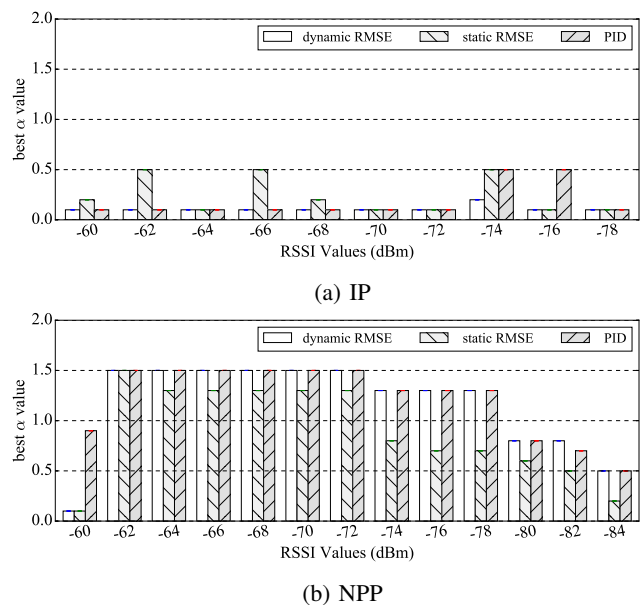 2.0
dynamic RMSE static RMSE PID
1.5
1.0
0.5
0.0
best α value
-60 -62 -64 -66 -68 -70 -72 -74 -76 -78
RSSI Values (dBm)
(a) IP
2.0
dynamic RMSE static RMSE PID
1.5
1.0
0.5
0.0
best α value
-60 -62 -64 -66 -68 -70 -72 -74 -76 -78 -80 -82 -84
RSSI Values (dBm)
(b) NPP